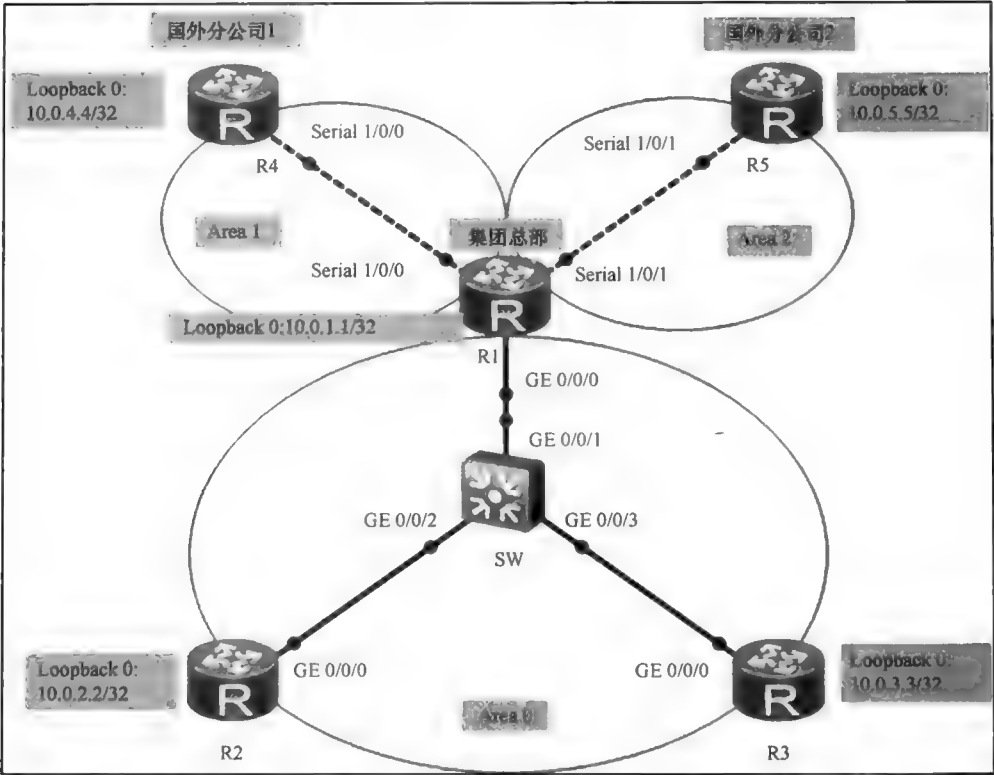 国外分公司1
国外分公司2
Loopback 0:
10.0.4.4/32
Loopback 0:
10.0.5.5/32
R
R
Serial 1/0/0
Serial 1/0/1
R4
R5
Area 1
集团总部
Area 2
Serial 1/0/0
Serial 1/0/1
R
Loopback 0:10.0.1.1/32
R1
GE 0/0/0
GE 0/0/1
GE 0/0/2
GE 0/0/3
SW
Loopback 0:
10.0.2.2/32
GE 0/0/0
GE 0/0/0
Loopback 0:
10.0.3.3/32
R
R
Area 0
R2
R3